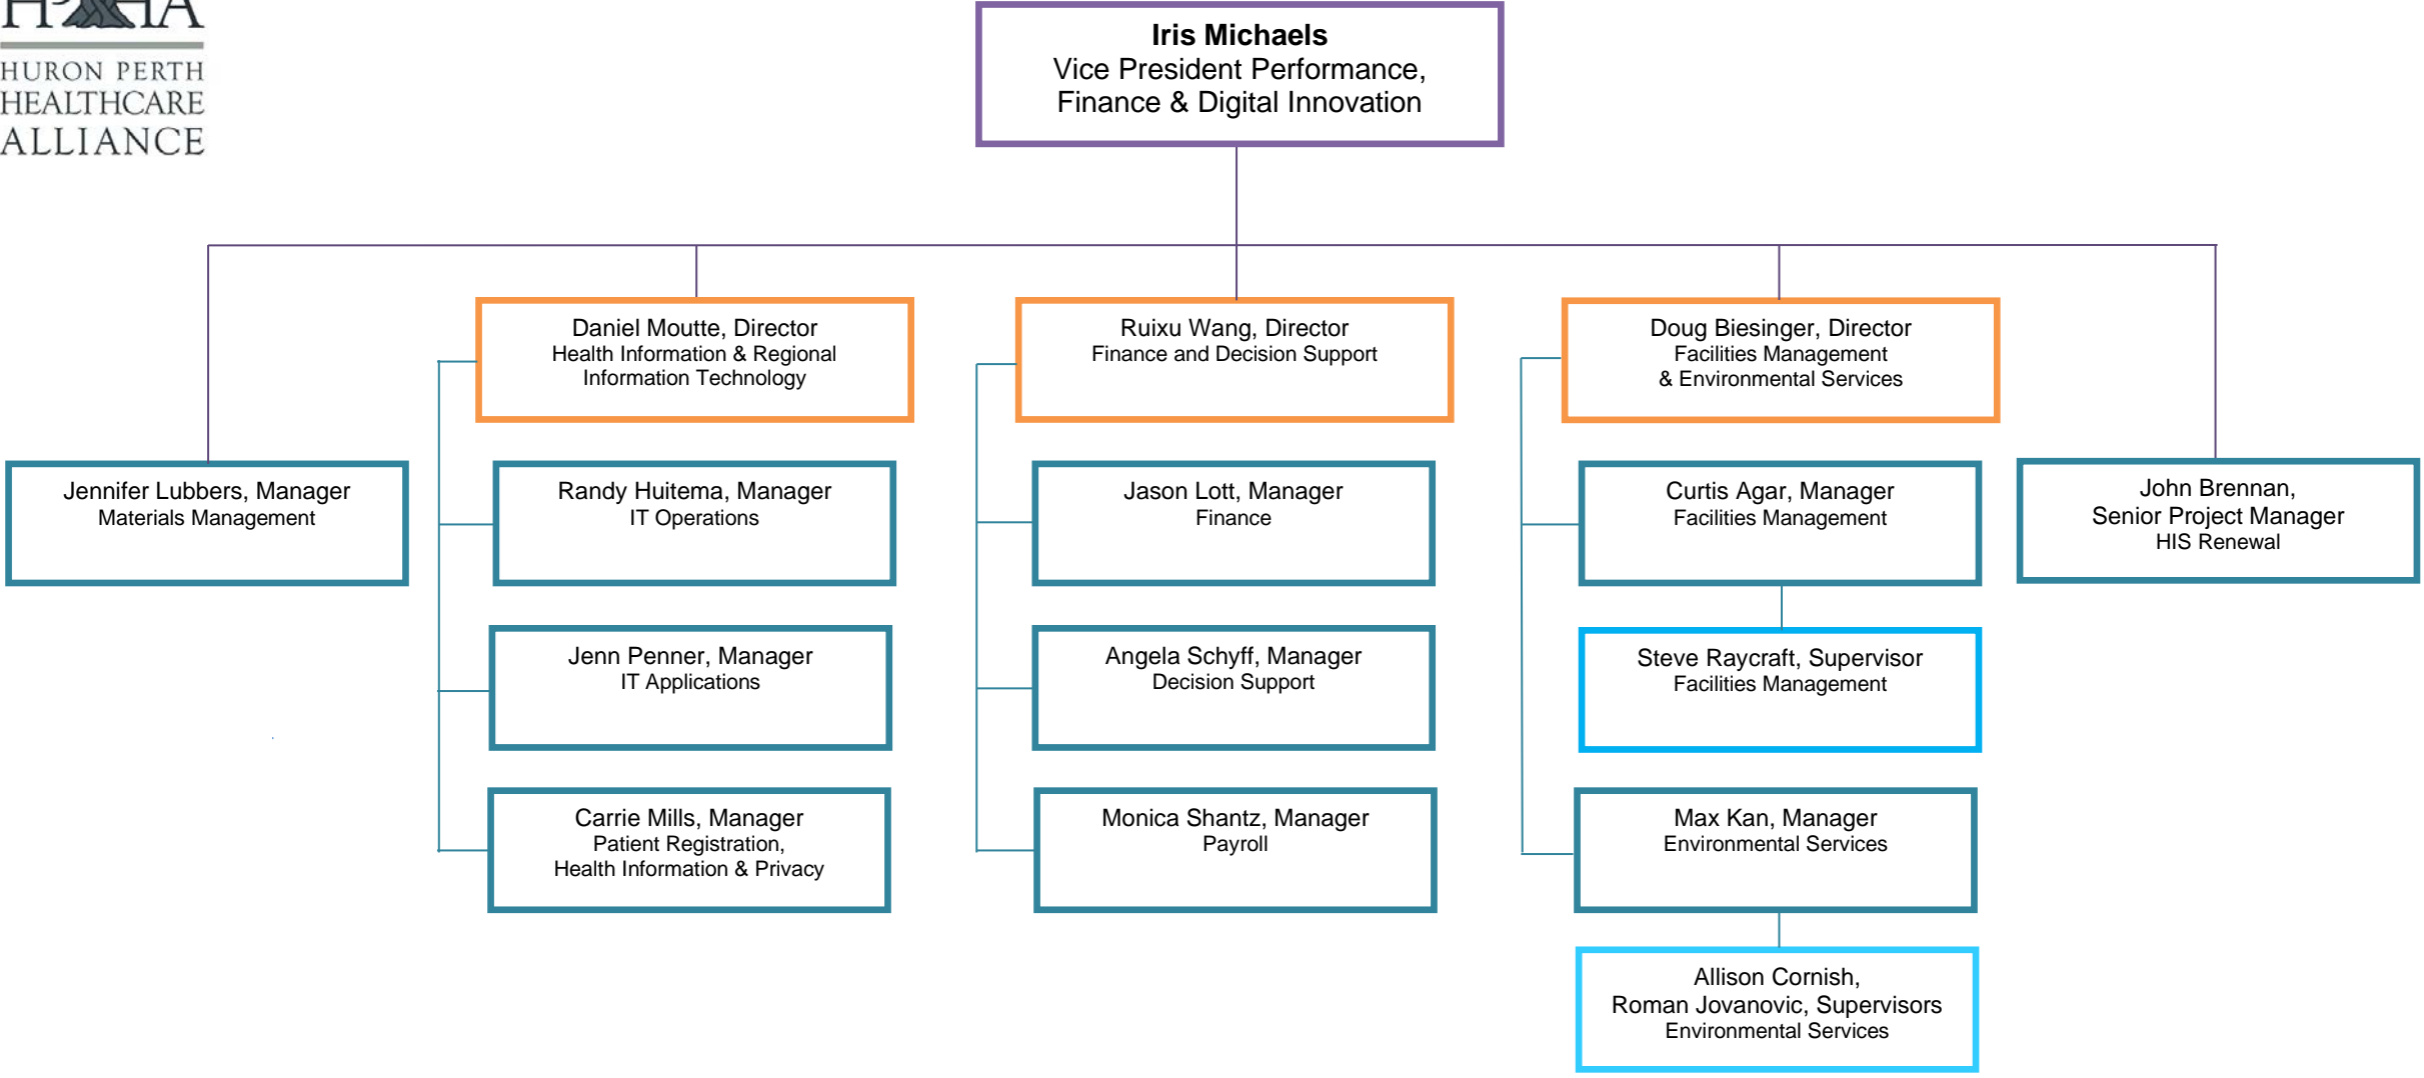 HURON PERTH
HEALTHCARE
ALLIANCE
Iris Michaels
Vice President Performance,
Finance & Digital Innovation
Daniel Moutte, Director
Health Information & Regional
Information Technology
Ruixu Wang, Director
Finance and Decision Support
Doug Biesinger, Director
Facilities Management
& Environmental Services
Jennifer Lubbers, Manager
Materials Management
Randy Huitema, Manager
IT Operations
Jason Lott, Manager
Finance
Curtis Agar, Manager
Facilities Management
John Brennan,
Senior Project Manager
HIS Renewal
Jenn Penner, Manager
IT Applications
Angela Schyff, Manager
Decision Support
Steve Raycraft, Supervisor
Facilities Management
Carrie Mills, Manager
Patient Registration,
Health Information & Privacy
Monica Shantz, Manager
Payroll
Max Kan, Manager
Environmental Services
Allison Cornish,
Roman Jovanovic, Supervisors
Environmental Services